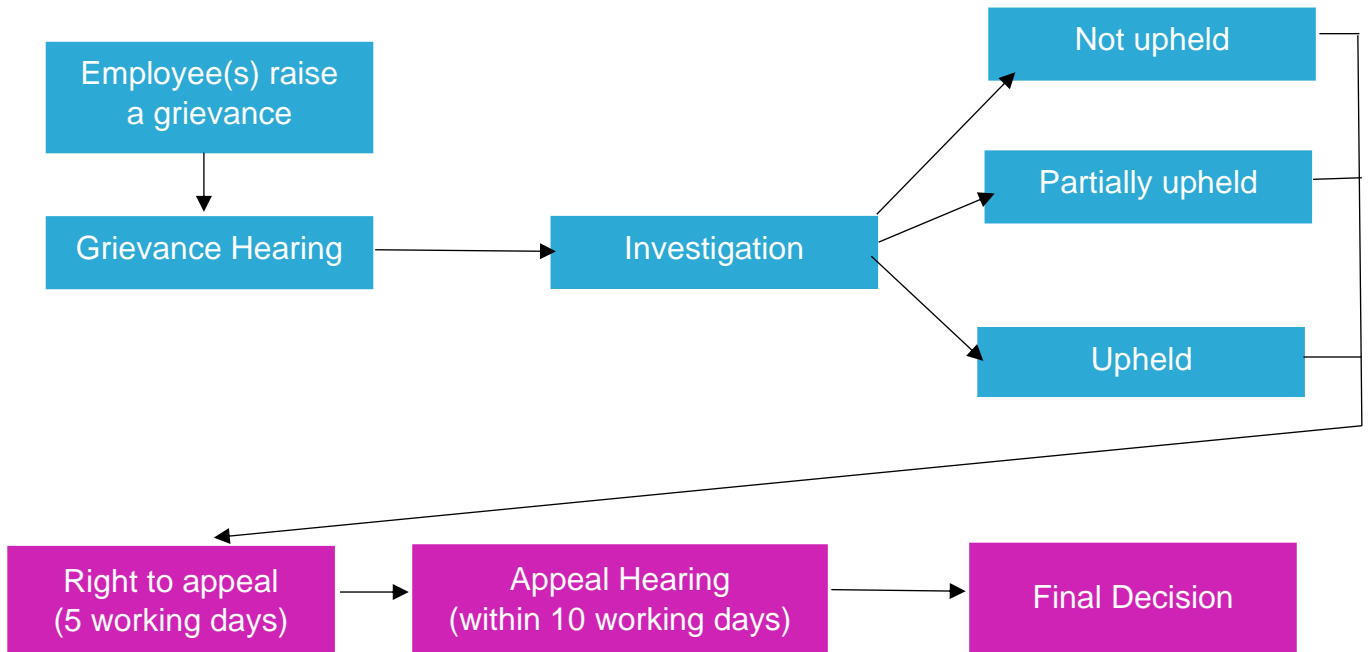 Employee(s) raise
a grievance
Grievance Hearing
Investigation
Not upheld
Partially upheld
Upheld
Right to appeal
(5 working days)
Appeal Hearing
(within 10 working days)
Final Decision